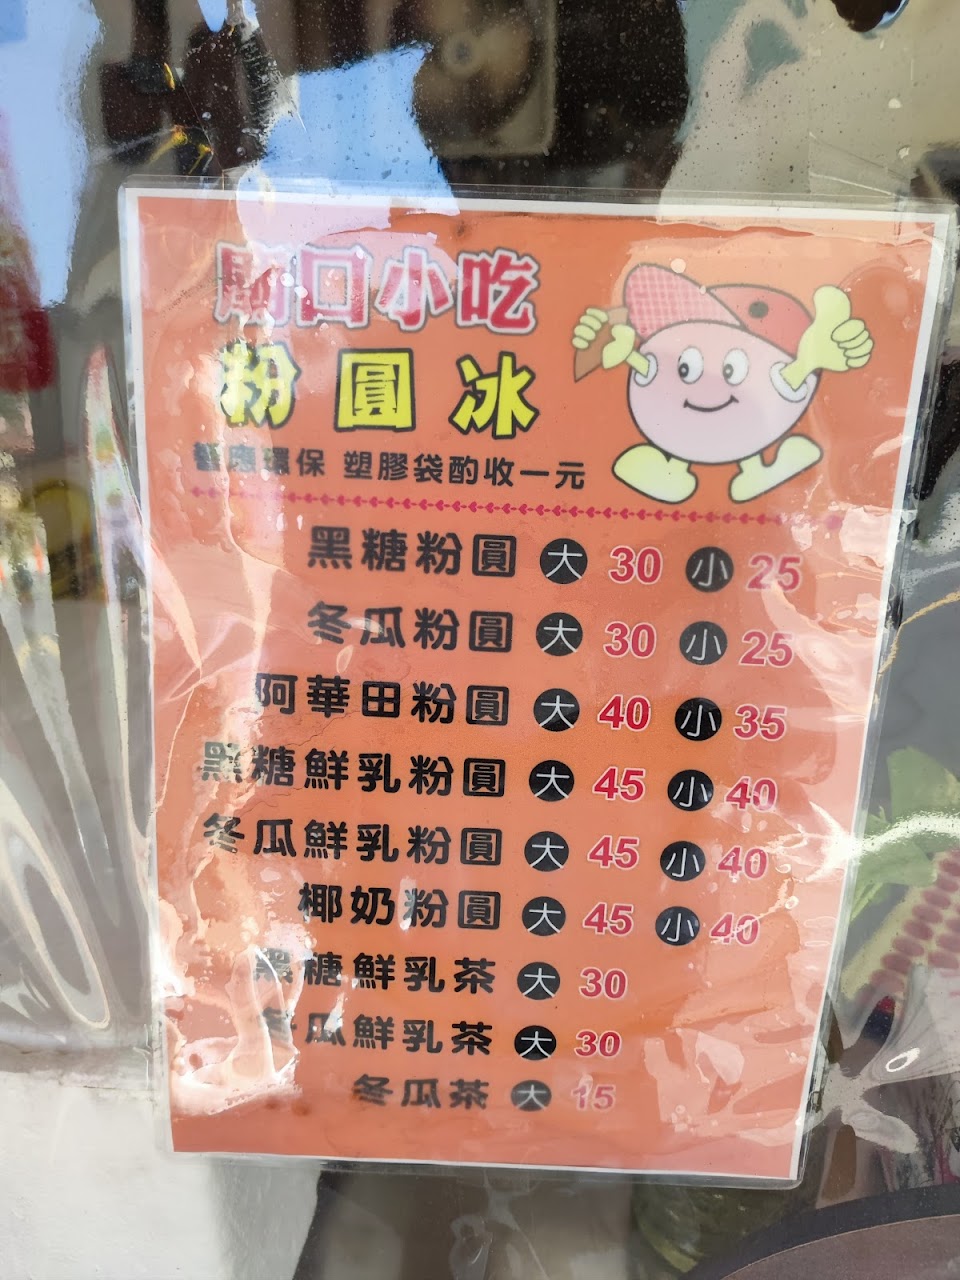 廟口小吃
粉圓冰
響應環保 塑膠袋酌收一元
黑糖粉圓 大 30 小 25
冬瓜粉圓 大 30 小 25
阿華田粉圓 大 40 小 35
黑糖鮮乳粉圓 大 45 小 40
冬瓜鮮乳粉圓 大 45 小 40
椰奶粉圓 大 45 小 40
黑糖鮮乳茶 大 30
冬瓜鮮乳茶 大 30
冬瓜茶 大 15